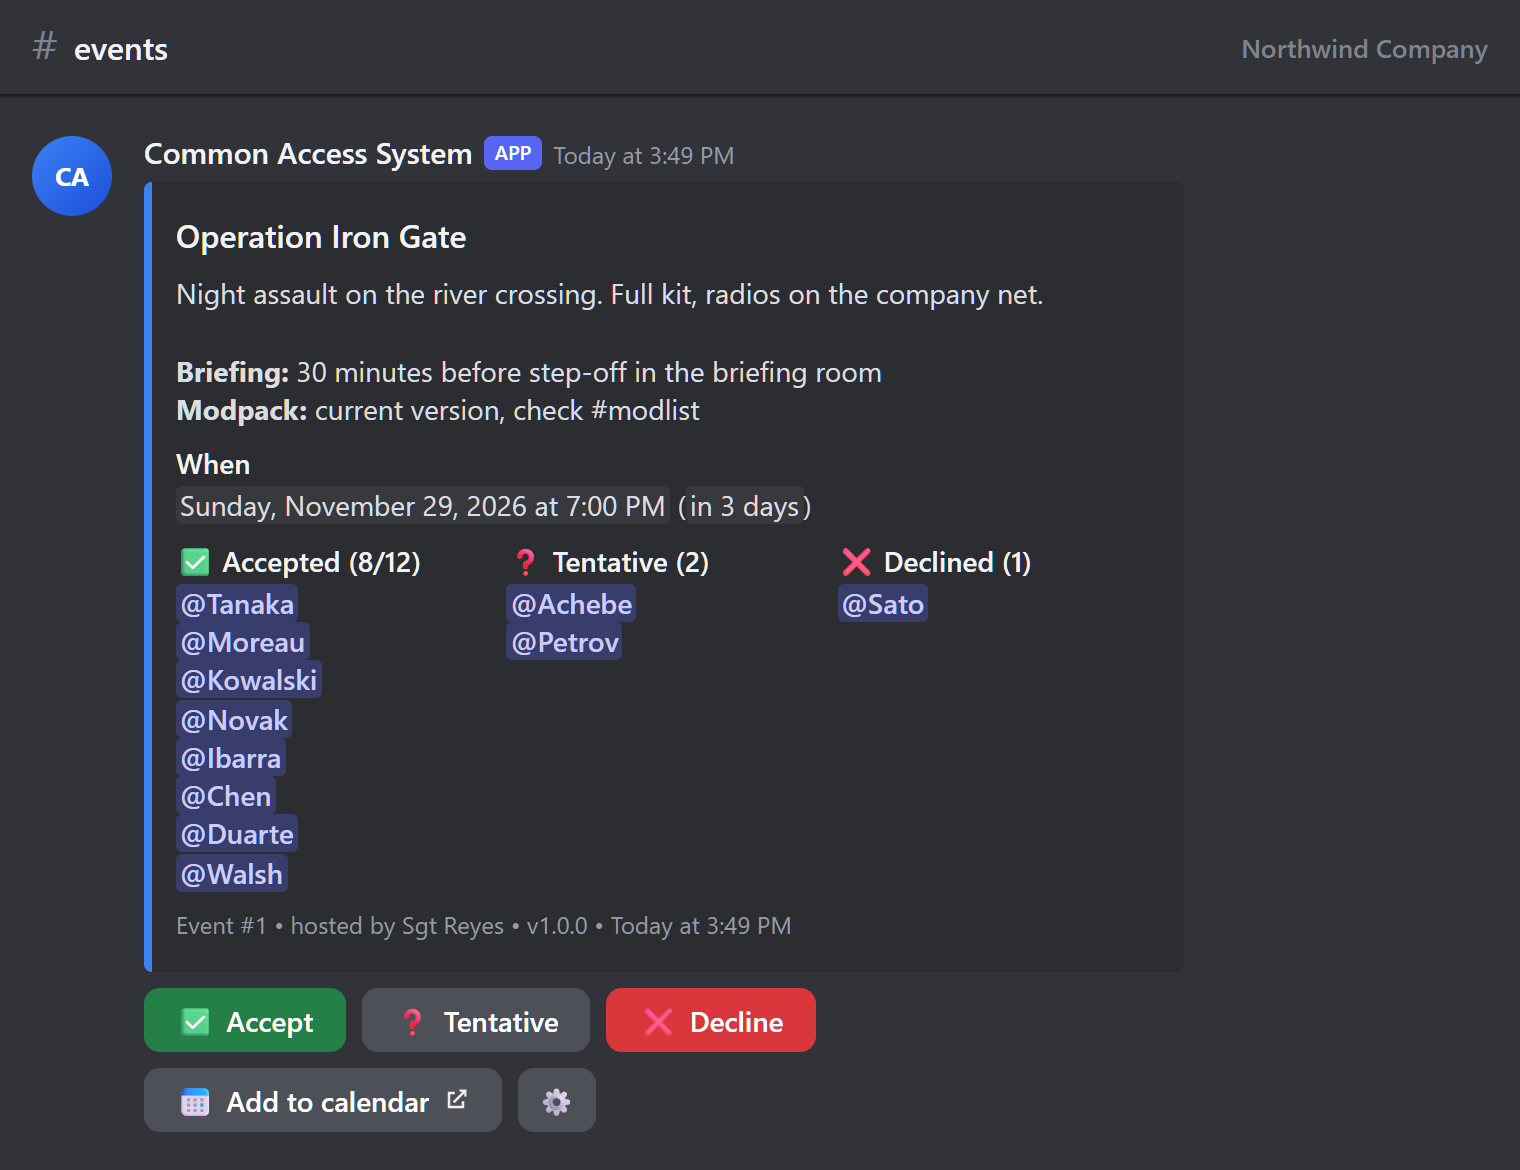 # events
Northwind Company
CA
Common Access System APP Today at 3:49 PM
Operation Iron Gate
Night assault on the river crossing. Full kit, radios on the company net.
Briefing: 30 minutes before step-off in the briefing room
Modpack: current version, check #modlist
When
Sunday, November 29, 2026 at 7:00 PM (in 3 days)
✅ Accepted (8/12)
@Tanaka
@Moreau
@Kowalski
@Novak
@Ibarra
@Chen
@Duarte
@Walsh
❓ Tentative (2)
@Achebe
@Petrov
❌ Declined (1)
@Sato
Event #1 • hosted by Sgt Reyes • v1.0.0 • Today at 3:49 PM
✅ Accept
❓ Tentative
❌ Decline
Add to calendar